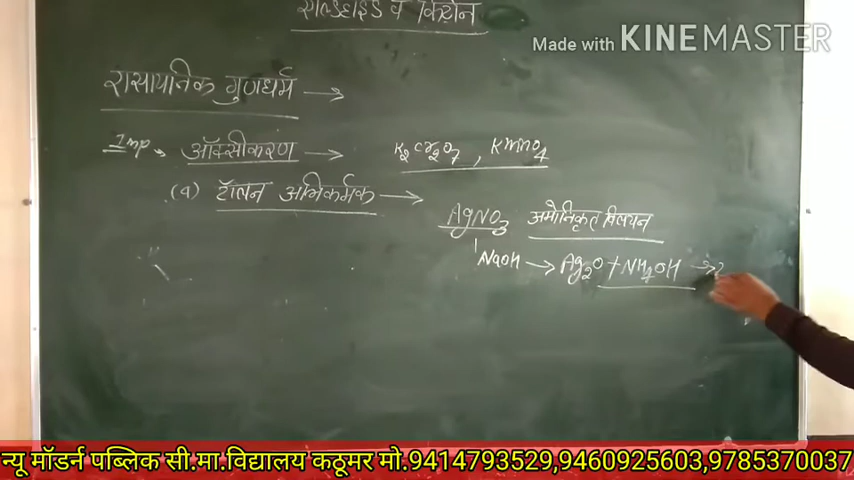 एल्डिहाइड व किटोन
Made with KINEMASTER
रासायनिक गुणधर्म →
Imp → ऑक्सीकरण → K2Cr2O7 , KMnO4
(a) टॉलन अभिकर्मक →
AgNO3 अमोनिकृत विलयन
NaOH → Ag2O + NH4OH →
न्यू मॉडर्न पब्लिक सी.मा.विद्यालय कठूमर मो.9414793529,9460925603,9785370037